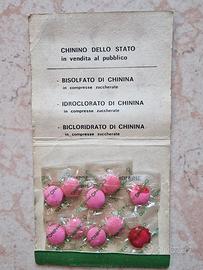 CHININO DELLO STATO
in vendita al pubblico
- BISOLFATO DI CHININA
in compresse zuccherate
- IDROCLORATO DI CHININA
in compresse zuccherate
- BICLORIDRATO DI CHININA
in compresse zuccherate